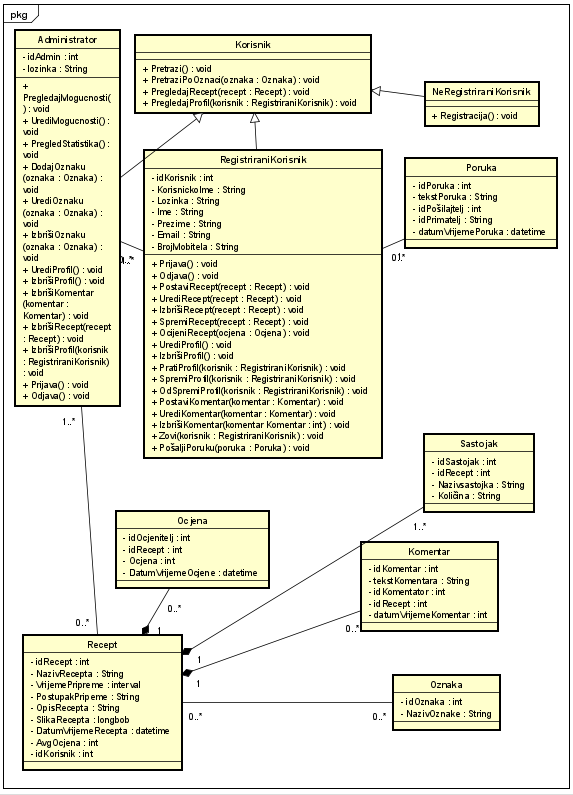 pkg
Administrator
- idAdmin : int
- lozinka : String
+
PregledajMogucnosti(
) : void
+ UrediMogucnosti() :
void
+ PregledStatistika() :
void
+ DodajOznaku
(oznaka : Oznaka) :
void
+ UrediOznaku
(oznaka : Oznaka) :
void
+ IzbrišiOznaku
(oznaka : Oznaka) :
void
+ UrediProfil() : void
+ IzbrišiProfil() : void
+ IzbrišiKomentar
(komentar :
Komentar) : void
+ IzbrišiRecept(recept
: Recept) : void
+ IzbrišiProfil(korisnik
: RegistriraniKorisnik)
: void
+ Prijava() : void
+ Odjava() : void
Korisnik
+ Pretrazi() : void
+ PretraziPoOznaci(oznaka : Oznaka) : void
+ PregledajRecept(recept : Recept) : void
+ PregledajProfil(korisnik : RegistriraniKorisnik) : void
NeRegistriraniKorisnik
+ Registracija() : void
RegistriraniKorisnik
- idKorisnik : int
- KorisnickoIme : String
- Lozinka : String
- Ime : String
- Prezime : String
- Email : String
- BrojMobitela : String
+ Prijava() : void
+ Odjava() : void
+ PostaviRecept(recept : Recept) : void
+ UrediRecept(recept : Recept) : void
+ IzbrišiRecept(recept : Recept) : void
+ SpremiRecept(recept : Recept) : void
+ OcijeniRecept(ocjena : Ocjena) : void
+ UrediProfil() : void
+ IzbrišiProfil() : void
+ PratiProfil(korisnik : RegistriraniKorisnik) : void
+ SpremiProfil(korisnik : RegistriraniKorisnik) : void
+ OdSpremiProfil(korisnik : RegistriraniKorisnik) : void
+ PostaviKomentar(komentar : Komentar) : void
+ UrediKomentar(komentar : Komentar) : void
+ IzbrišiKomentar(komentar Komentar : int) : void
+ Zovi(korisnik : RegistriraniKorisnik) : void
+ PošaljiPoruku(poruka : Poruka) : void
Poruka
- idPoruka : int
- tekstPoruka : String
- idPošiljatelj : int
- idPrimatelj : String
- datumVrijemePoruka : datetime
1..*
Sastojak
- idSastojak : int
- idRecept : int
- Nazivsastojka : String
- Količina : String
1..*
Ocjena
- idOcjenitelj : int
- idRecept : int
- Ocjena : int
- DatumVrijemeOcjene : datetime
0..*
Komentar
- idKomentar : int
- tekstKomentara : String
- idKomentator : int
- idRecept : int
- datumVrijemeKomentar : int
0..*
0..*
1
1
1
Recept
- idRecept : int
- NazivRecepta : String
- VrijemePripreme : interval
- PostupakPripeme : String
- OpisRecepta : String
- SlikaRecepta : longbob
- DatumVrijemeRecepta : datetime
- AvgOcjena : int
- idKorisnik : int
0..*
0..*
Oznaka
- idOznaka : int
- NazivOznake : String